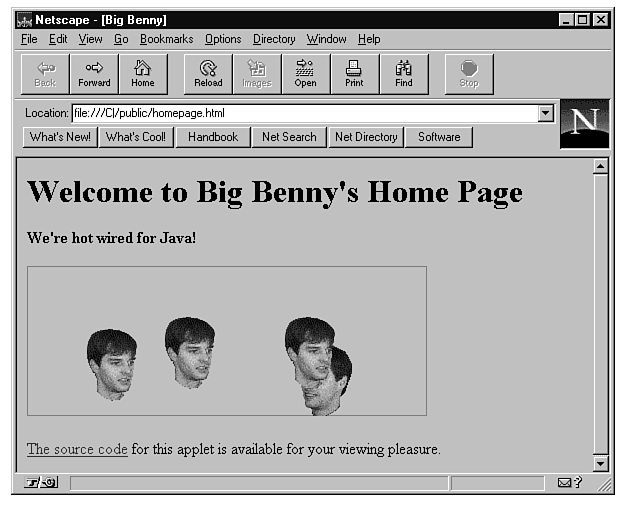 Netscape - [Big Benny]
File Edit View Go Bookmarks Options Directory Window Help
Back Forward Home Reload Images Open Print Find Stop
Location: file:///C|/public/homepage.html
N
What's New! What's Cool! Handbook Net Search Net Directory Software
Welcome to Big Benny's Home Page
We're hot wired for Java!
The source code for this applet is available for your viewing pleasure.
?